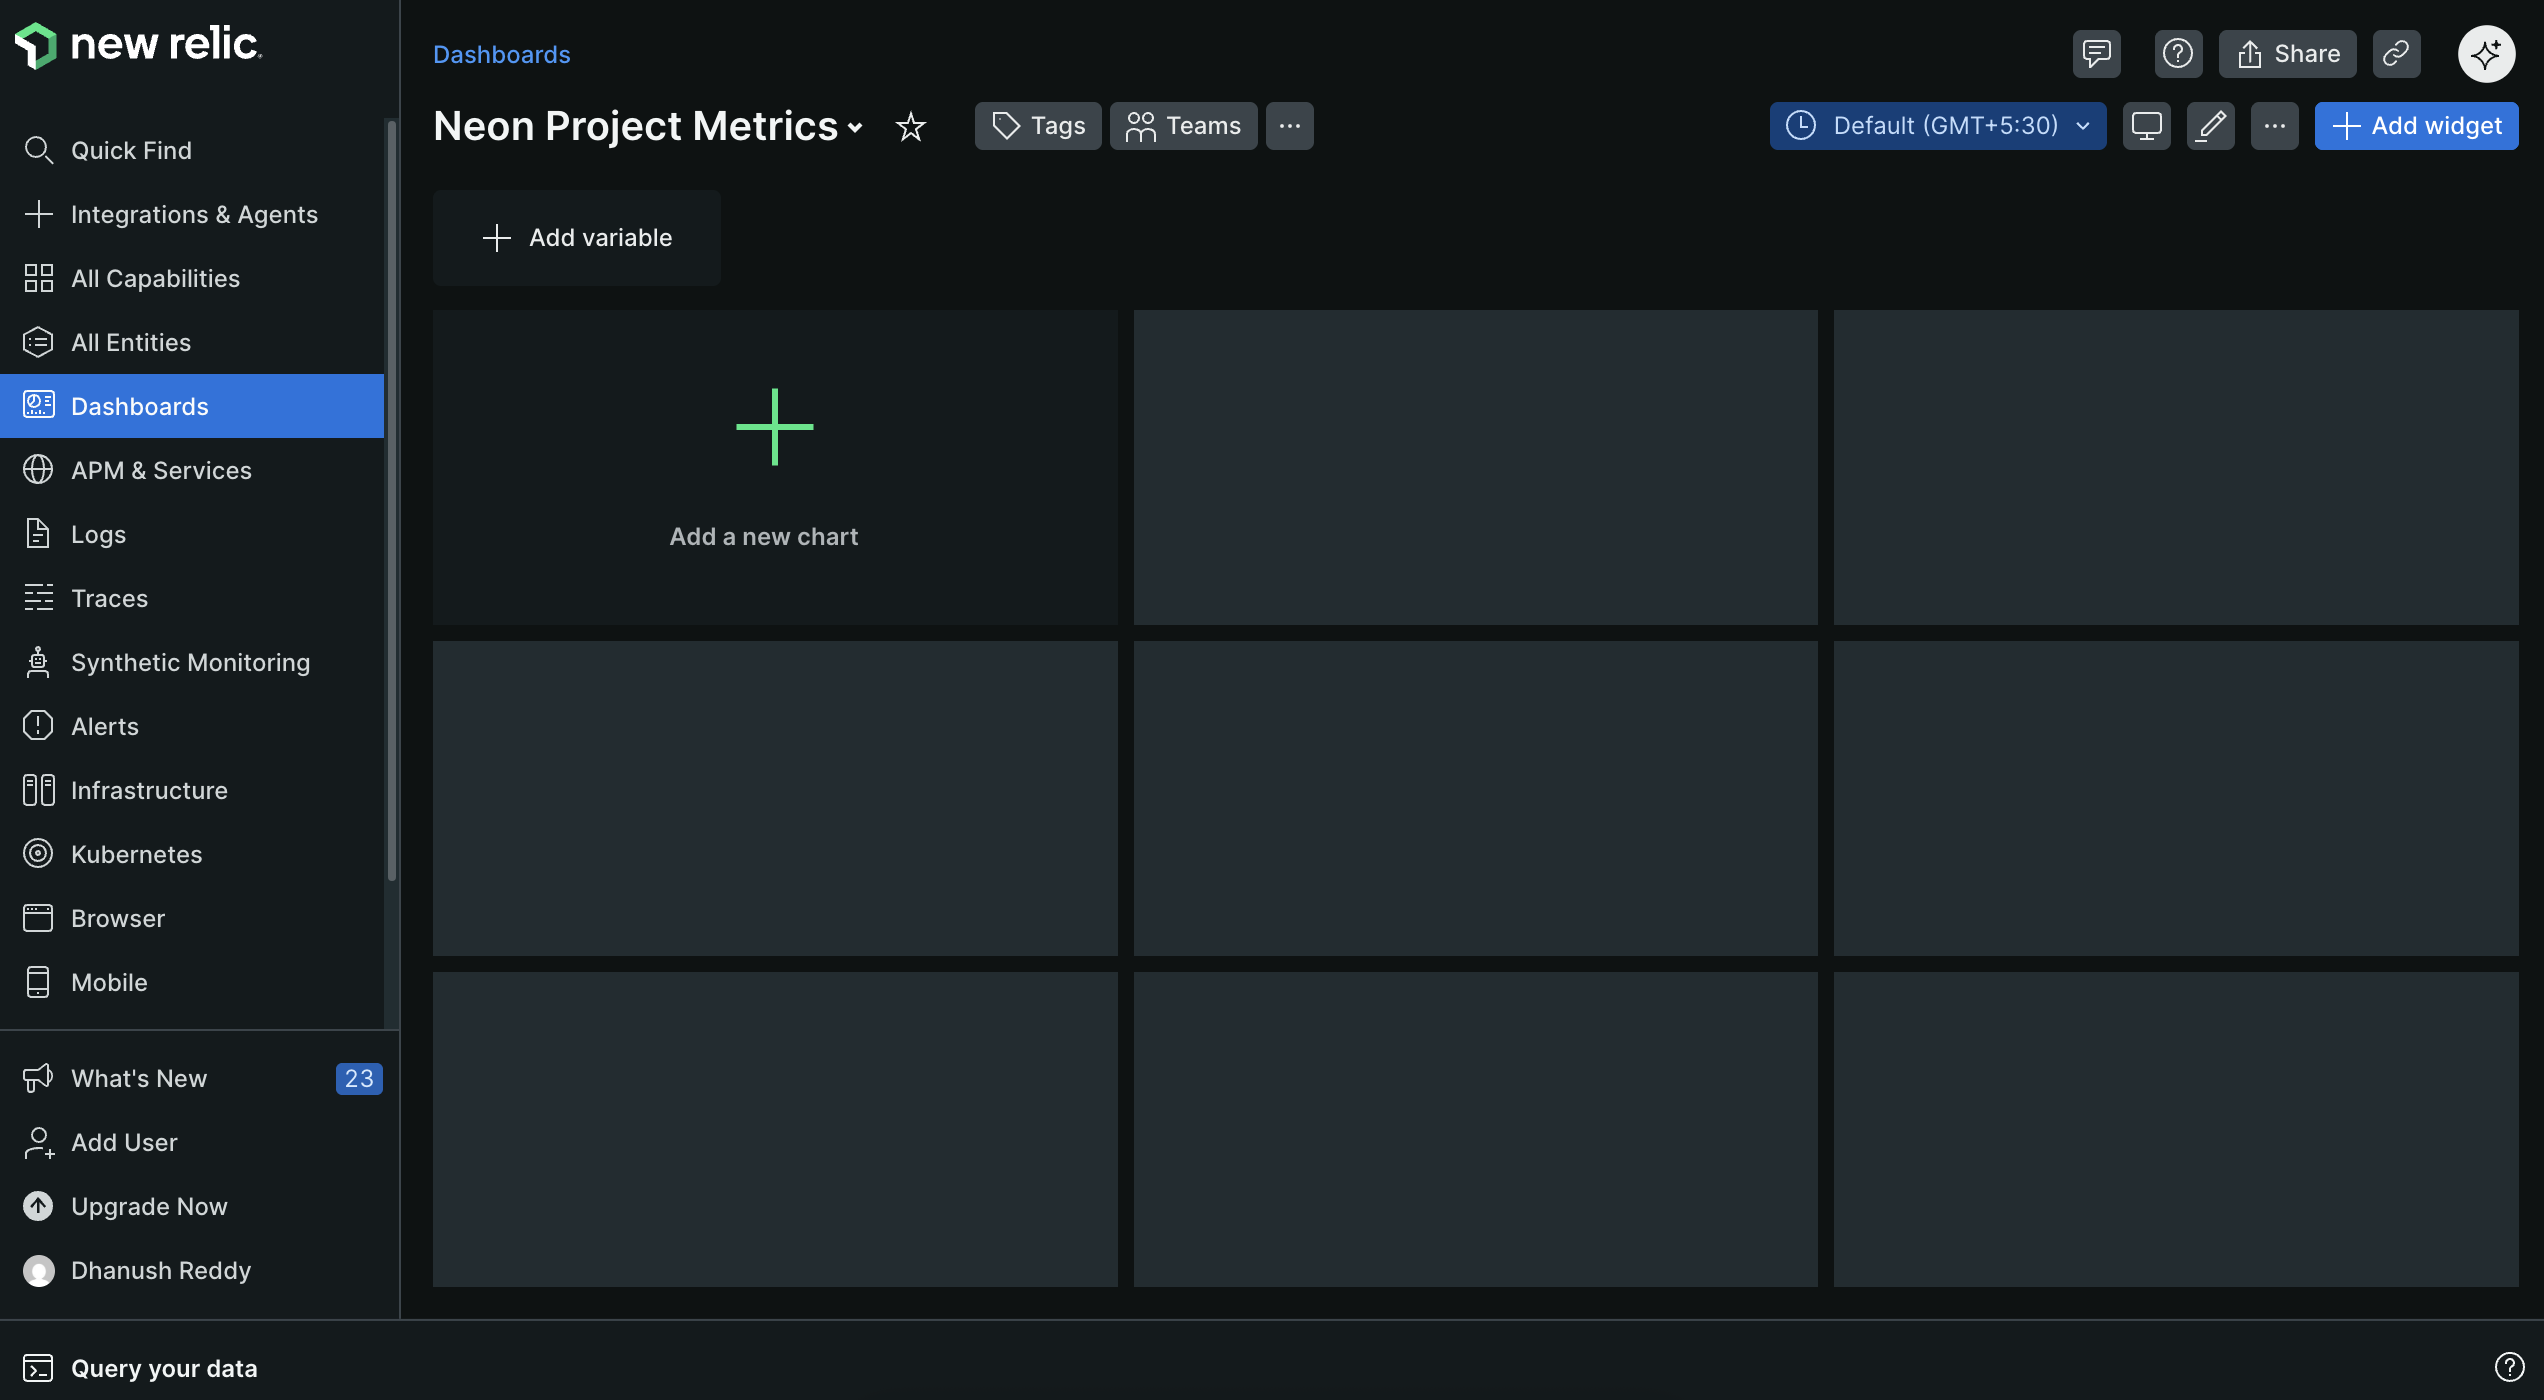 new relic
Quick Find
Integrations & Agents
All Capabilities
All Entities
Dashboards
APM & Services
Logs
Traces
Synthetic Monitoring
Alerts
Infrastructure
Kubernetes
Browser
Mobile
What's New 23
Add User
Upgrade Now
Dhanush Reddy
Dashboards
Share
Neon Project Metrics
Tags
Teams
Default (GMT+5:30)
Add widget
Add variable
Add a new chart
Query your data